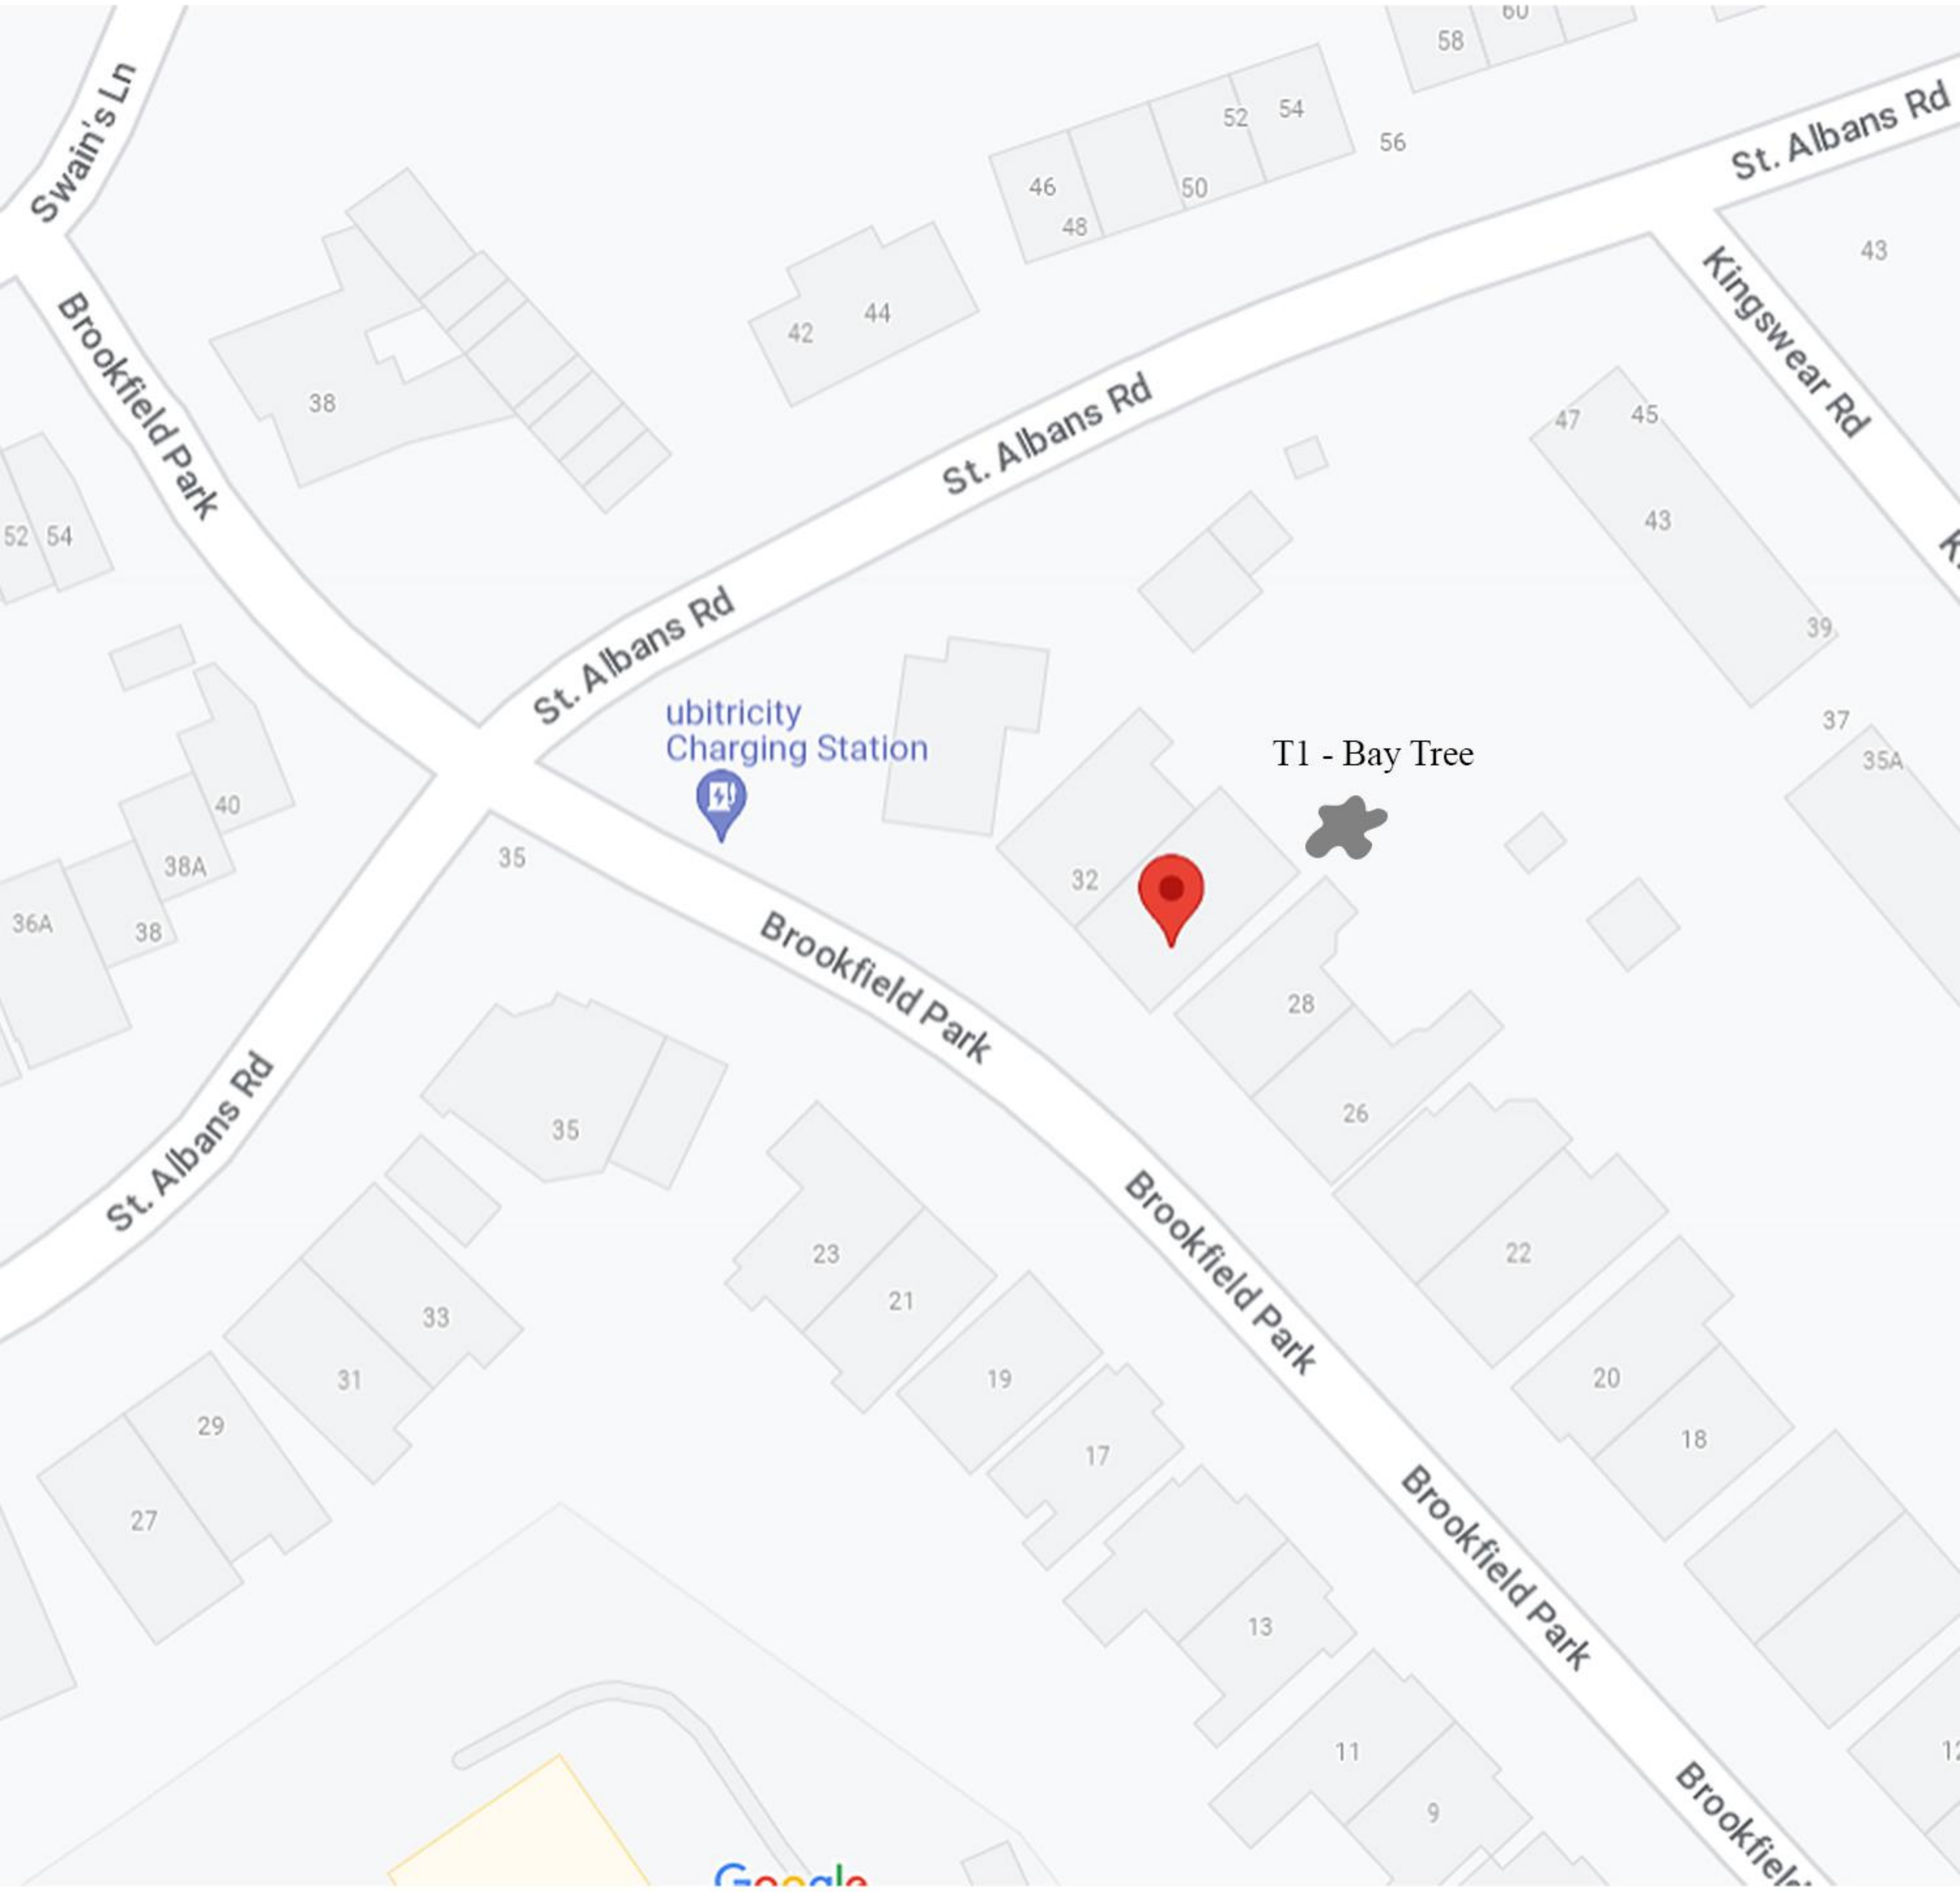 60
58
Swain's Ln
52
54
56
46
50
48
St. Albans Rd
43
Kingswear Rd
44
42
Brookfield Park
38
St. Albans Rd
47
45
43
52
54
39
St. Albans Rd
ubitricity
Charging Station
37
T1 - Bay Tree
35A
40
35
38A
32
36A
38
Brookfield Park
28
26
35
St. Albans Rd
Brookfield Park
23
22
21
33
31
19
20
29
18
17
27
Brookfield Park
13
11
9
Google